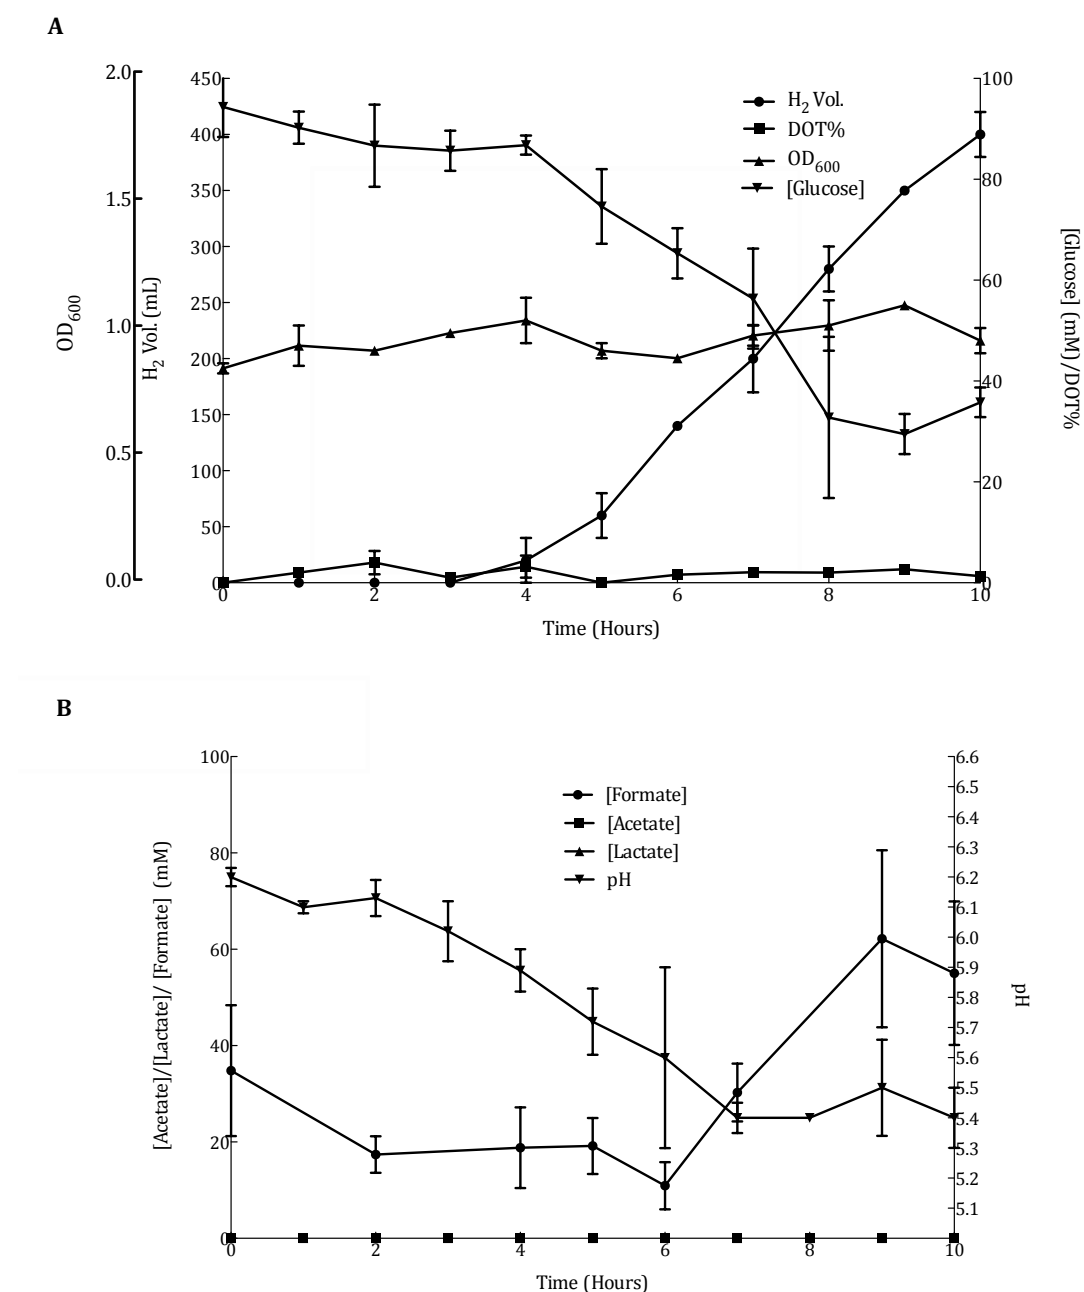 A
2.0
1.5
1.0
0.5
0.0
OD600
450
400
350
300
250
200
150
100
50
0
H2 Vol. (mL)
H2 Vol.
DOT%
OD600
[Glucose]
100
80
60
40
20
0
[Glucose] (mM)/DOT%
0 2 4 6 8 10
Time (Hours)
B
100
80
60
40
20
0
[Acetate]/[Lactate]/ [Formate] (mM)
[Formate]
[Acetate]
[Lactate]
pH
6.6
6.5
6.4
6.3
6.2
6.1
6.0
5.9
5.8
5.7
5.6
5.5
5.4
5.3
5.2
5.1
pH
0 2 4 6 8 10
Time (Hours)